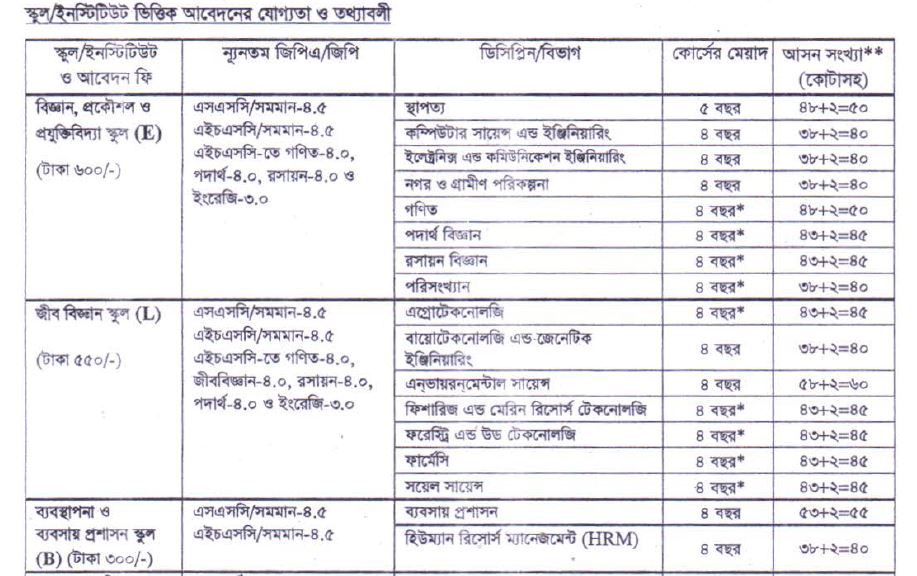 স্কুল/ইনস্টিটিউট ভিত্তিক আবেদনের যোগ্যতা ও তথ্যাবলী
স্কুল/ইনস্টিটিউট ও আবেদন ফি | ন্যূনতম জিপিএ/জিপি | ডিসিপ্লিন/বিভাগ | কোর্সের মেয়াদ | আসন সংখ্যা** (কোটাসহ)
বিজ্ঞান, প্রকৌশল ও
প্রযুক্তিবিদ্যা স্কুল (E)
(টাকা ৬০০/-)
এসএসসি/সমমান-৪.৫
এইচএসসি/সমমান-৪.৫
এইচএসসি-তে গণিত-৪.০,
পদার্থ-৪.০, রসায়ন-৪.০ ও
ইংরেজি-৩.০
স্থাপত্য | ৫ বছর | ৪৮+২=৫০
কম্পিউটার সায়েন্স এন্ড ইঞ্জিনিয়ারিং | ৪ বছর | ৩৮+২=৪০
ইলেক্ট্রনিক্স এন্ড কমিউনিকেশন ইঞ্জিনিয়ারিং | ৪ বছর | ৩৮+২=৪০
নগর ও গ্রামীণ পরিকল্পনা | ৪ বছর | ৩৮+২=৪০
গণিত | ৪ বছর* | ৪৮+২=৫০
পদার্থ বিজ্ঞান | ৪ বছর* | ৪৩+২=৪৫
রসায়ন বিজ্ঞান | ৪ বছর* | ৪৩+২=৪৫
পরিসংখ্যান | ৪ বছর* | ৩৮+২=৪০
জীব বিজ্ঞান স্কুল (L)
(টাকা ৫৫০/-)
এসএসসি/সমমান-৪.৫
এইচএসসি/সমমান-৪.৫
এইচএসসি-তে গণিত-৪.০,
জীববিজ্ঞান-৪.০, রসায়ন-৪.০,
পদার্থ-৪.০ ও ইংরেজি-৩.০
এগ্রোটেকনোলজি | ৪ বছর* | ৪৩+২=৪৫
বায়োটেকনোলজি এন্ড জেনেটিক
ইঞ্জিনিয়ারিং | ৪ বছর | ৩৮+২=৪০
এন্‌ভায়রন্‌মেন্টাল সায়েন্স | ৪ বছর | ৫৮+২=৬০
ফিশারিজ এন্ড মেরিন রিসোর্স টেকনোলজি | ৪ বছর* | ৪৩+২=৪৫
ফরেস্ট্রি এন্ড উড টেকনোলজি | ৪ বছর* | ৪৩+২=৪৫
ফার্মেসি | ৪ বছর* | ৪৩+২=৪৫
সয়েল সায়েন্স | ৪ বছর* | ৪৩+২=৪৫
ব্যবস্থাপনা ও
ব্যবসায় প্রশাসন স্কুল
(B) (টাকা ৩০০/-)
এসএসসি/সমমান-৪.৫
এইচএসসি/সমমান-৪.৫
ব্যবসায় প্রশাসন | ৪ বছর | ৫৩+২=৫৫
হিউম্যান রিসোর্স ম্যানেজমেন্ট (HRM) | ৪ বছর | ৩৮+২=৪০